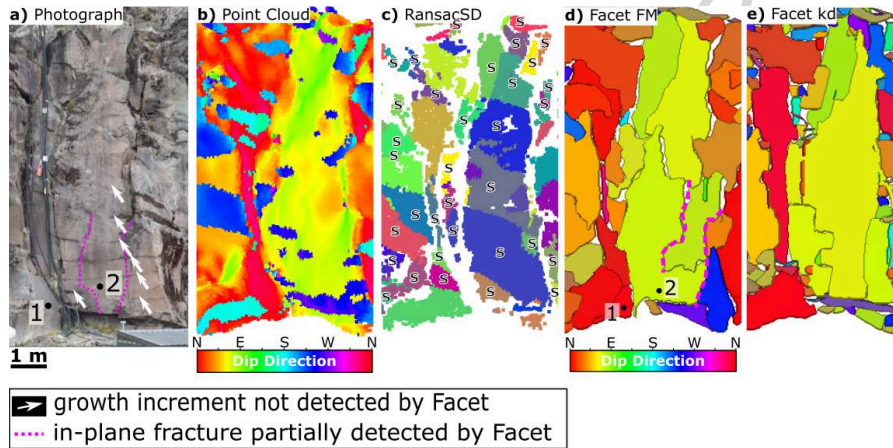 a) Photograph
b) Point Cloud
c) RansacSD
d) Facet FM
e) Facet kd
1
2
1 m
S S S S S S
S S S
S S S
S S
S S S
S S S
S S S
S S S
S S
1
2
N E S W N
Dip Direction
N E S W N
Dip Direction
growth increment not detected by Facet
in-plane fracture partially detected by Facet